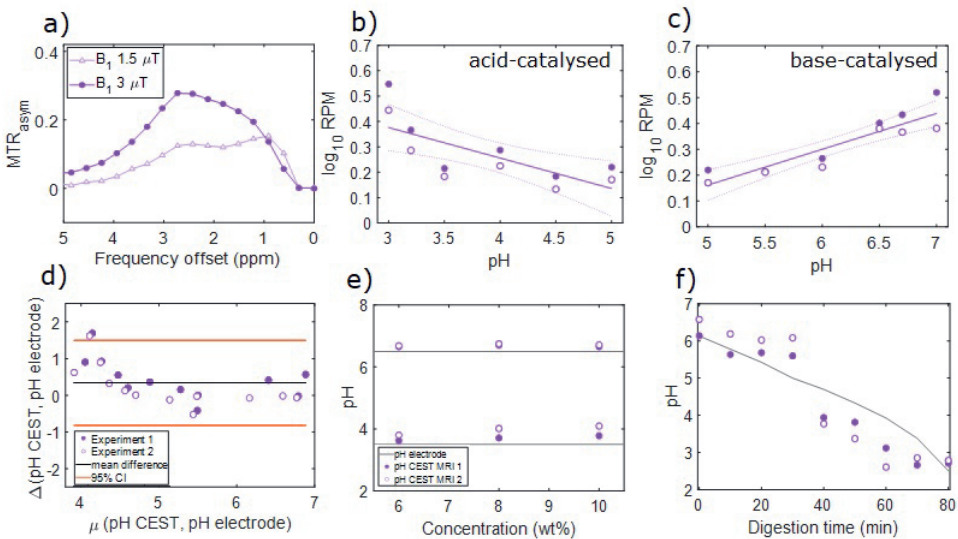 a)
MTRasym
0.4
0.2
0
B1 1.5 μT
B1 3 μT
5 4 3 2 1 0
Frequency offset (ppm)
b)
log10 RPM
0.7
0.6
0.5
0.4
0.3
0.2
0.1
0
acid-catalysed
3 3.5 4 4.5 5
pH
c)
log10 RPM
0.7
0.6
0.5
0.4
0.3
0.2
0.1
0
base-catalysed
5 5.5 6 6.5 7
pH
d)
Δ(pH CEST, pH electrode)
2
1
0
-1
-2
Experiment 1
Experiment 2
mean difference
95% CI
4 5 6 7
μ (pH CEST, pH electrode)
e)
pH
8
6
4
2
pH electrode
pH CEST MRI 1
pH CEST MRI 2
6 7 8 9 10
Concentration (wt%)
f)
pH
7
6
5
4
3
2
1
0 20 40 60 80
Digestion time (min)